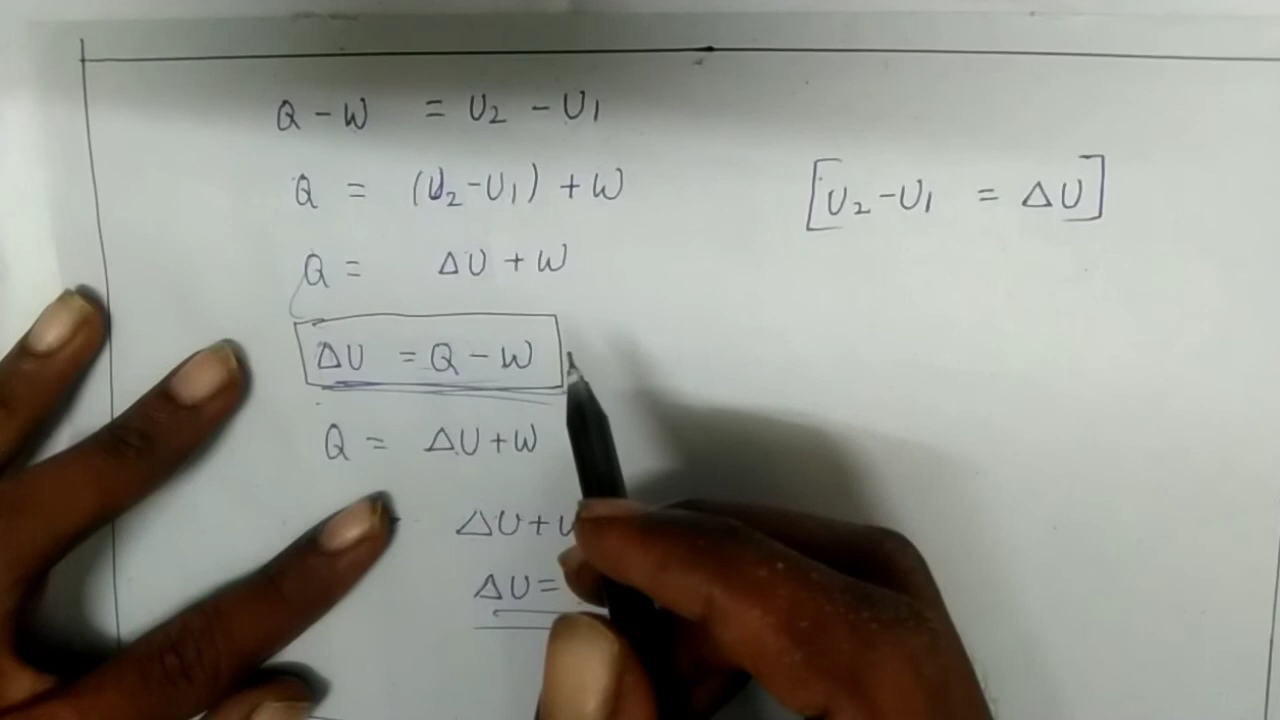 Q - W = U2 - U1
Q = (U2 - U1) + W
[U2 - U1 = ΔU]
Q = ΔU + W
ΔU = Q - W
Q = ΔU + W
ΔU +
ΔU =